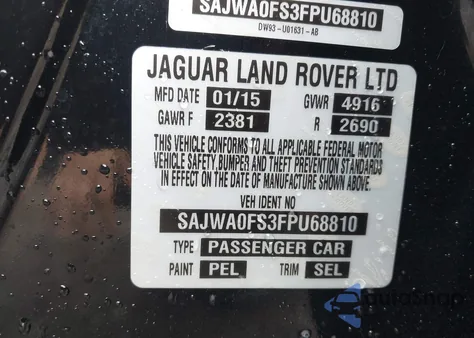 SAJWA0FS3FPU68810
DW93-U01631-AB
JAGUAR LAND ROVER LTD
MFD DATE 01/15 GVWR 4916
GAWR F 2381 R 2690
THIS VEHICLE CONFORMS TO ALL APPLICABLE FEDERAL MOTOR
VEHICLE SAFETY, BUMPER AND THEFT PREVENTION STANDARDS
IN EFFECT ON THE DATE OF MANUFACTURE SHOWN ABOVE.
VEH IDENT NO
SAJWA0FS3FPU68810
TYPE PASSENGER CAR
PAINT PEL TRIM SEL
autoSnap